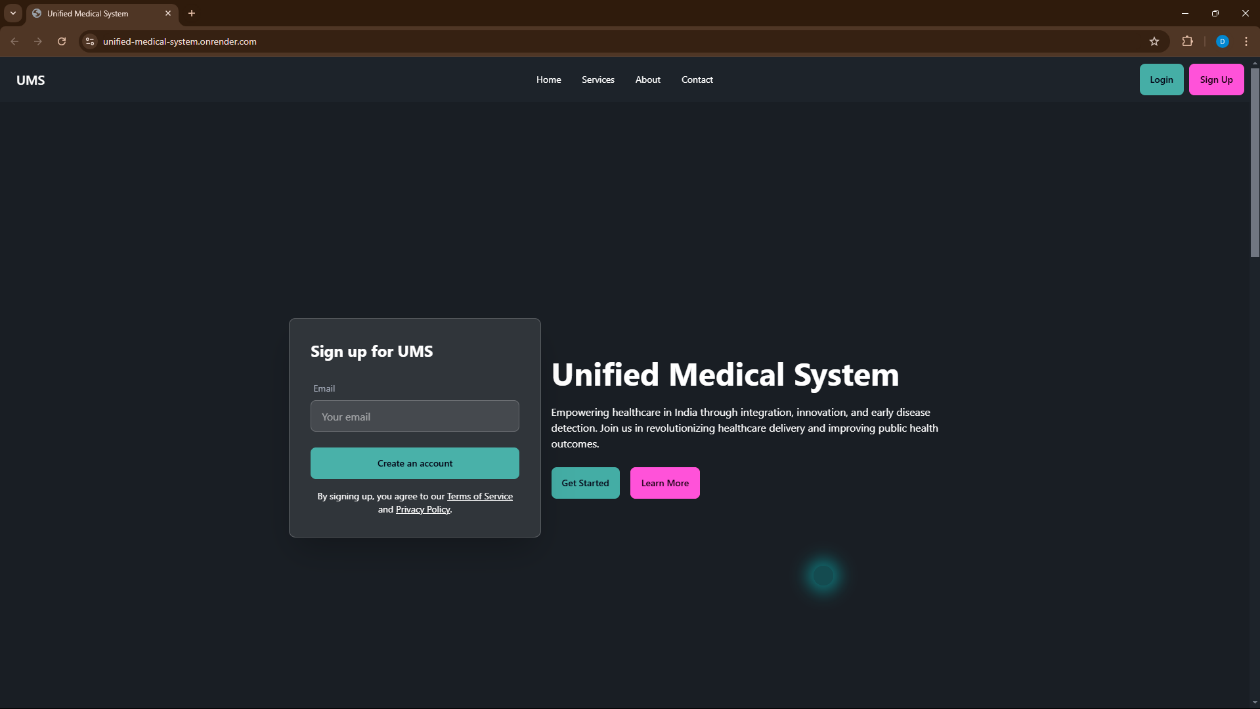 Unified Medical System
unified-medical-system.onrender.com
D
UMS
Home Services About Contact
Login Sign Up
Sign up for UMS
Email
Your email
Create an account
By signing up, you agree to our Terms of Service
and Privacy Policy.
Unified Medical System
Empowering healthcare in India through integration, innovation, and early disease
detection. Join us in revolutionizing healthcare delivery and improving public health
outcomes.
Get Started Learn More